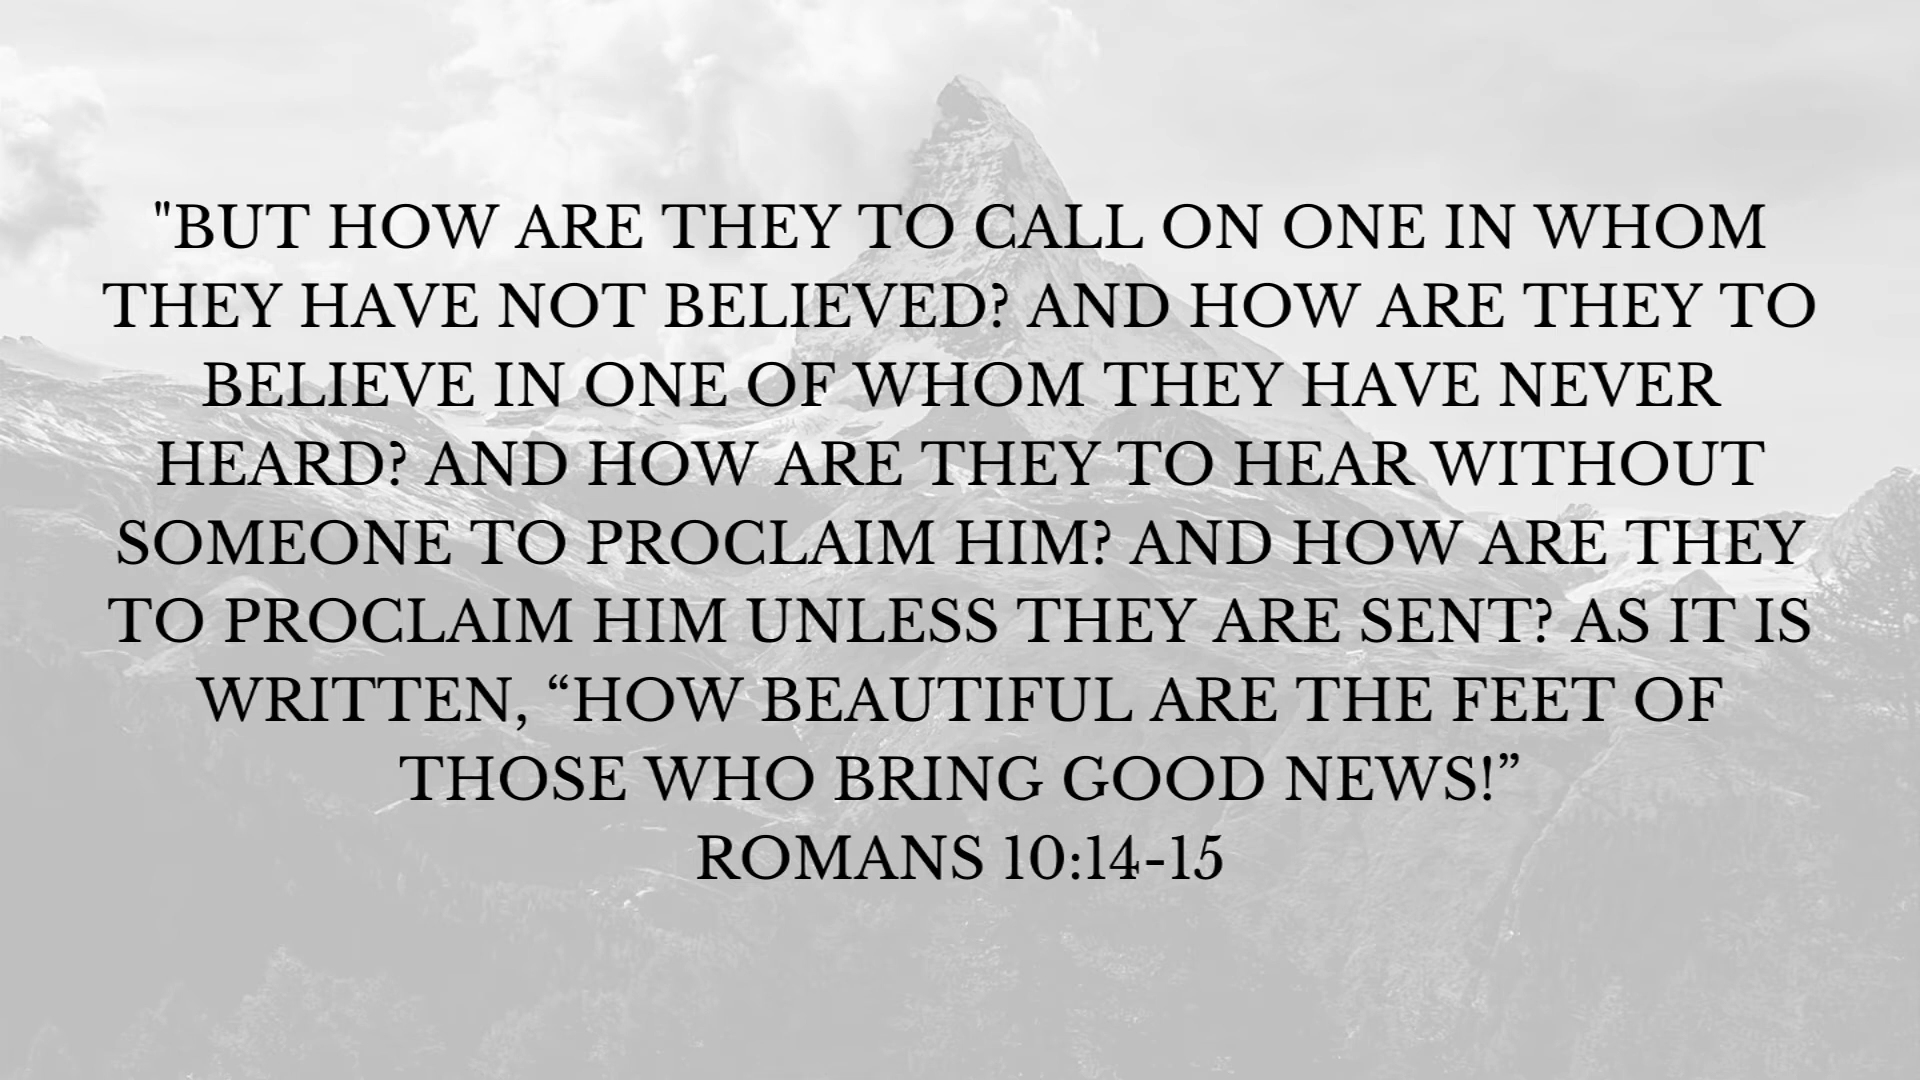 "BUT HOW ARE THEY TO CALL ON ONE IN WHOM
THEY HAVE NOT BELIEVED? AND HOW ARE THEY TO
BELIEVE IN ONE OF WHOM THEY HAVE NEVER
HEARD? AND HOW ARE THEY TO HEAR WITHOUT
SOMEONE TO PROCLAIM HIM? AND HOW ARE THEY
TO PROCLAIM HIM UNLESS THEY ARE SENT? AS IT IS
WRITTEN, “HOW BEAUTIFUL ARE THE FEET OF
THOSE WHO BRING GOOD NEWS!”
ROMANS 10:14-15